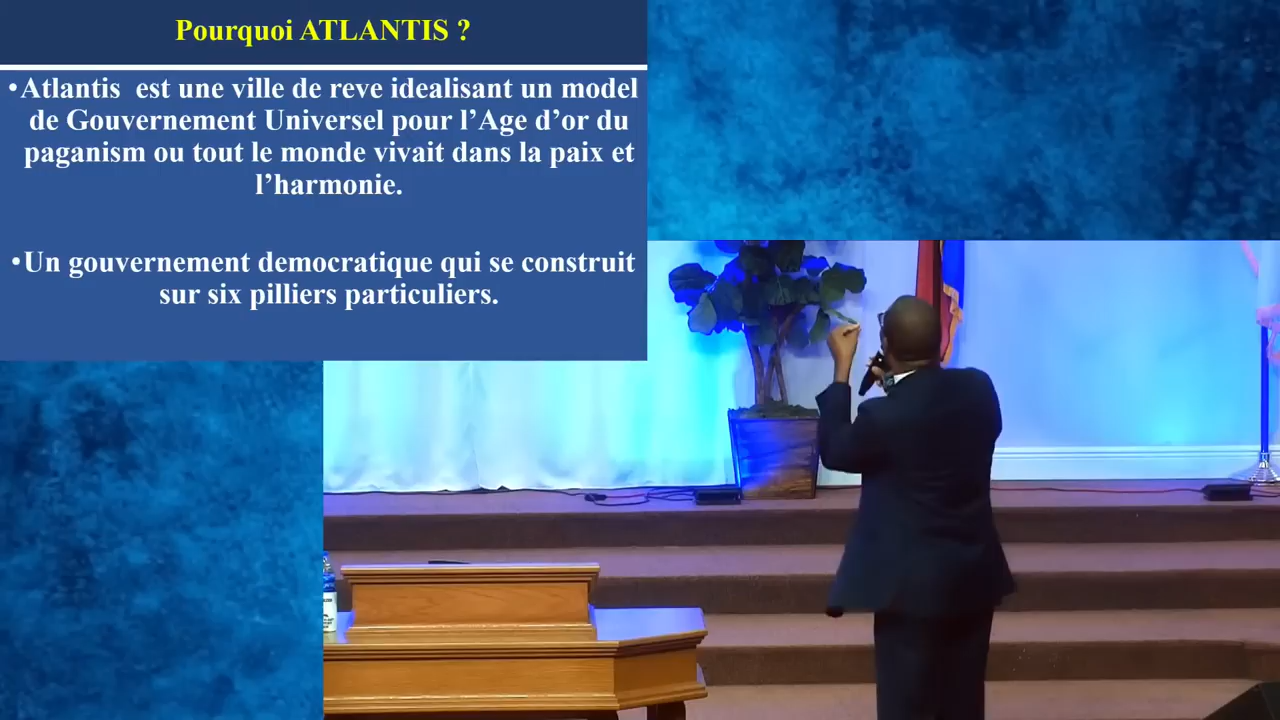 Pourquoi ATLANTIS ?
•Atlantis est une ville de reve idealisant un model
de Gouvernement Universel pour l’Age d’or du
paganism ou tout le monde vivait dans la paix et
l’harmonie.
•Un gouvernement democratique qui se construit
sur six pilliers particuliers.